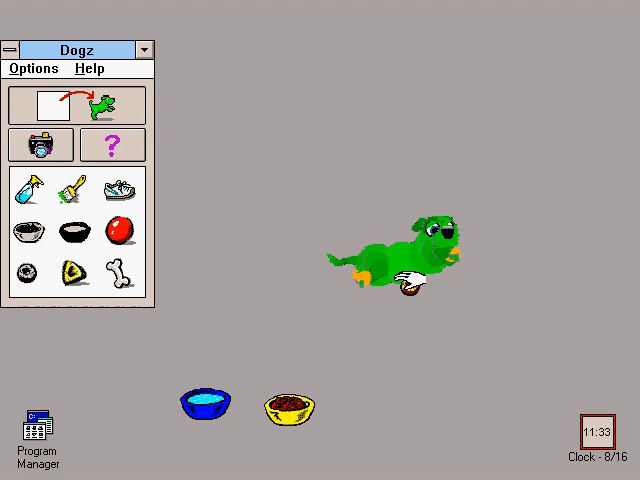 Dogz
Options Help
?
Program
Manager
11:33
Clock - 8/16